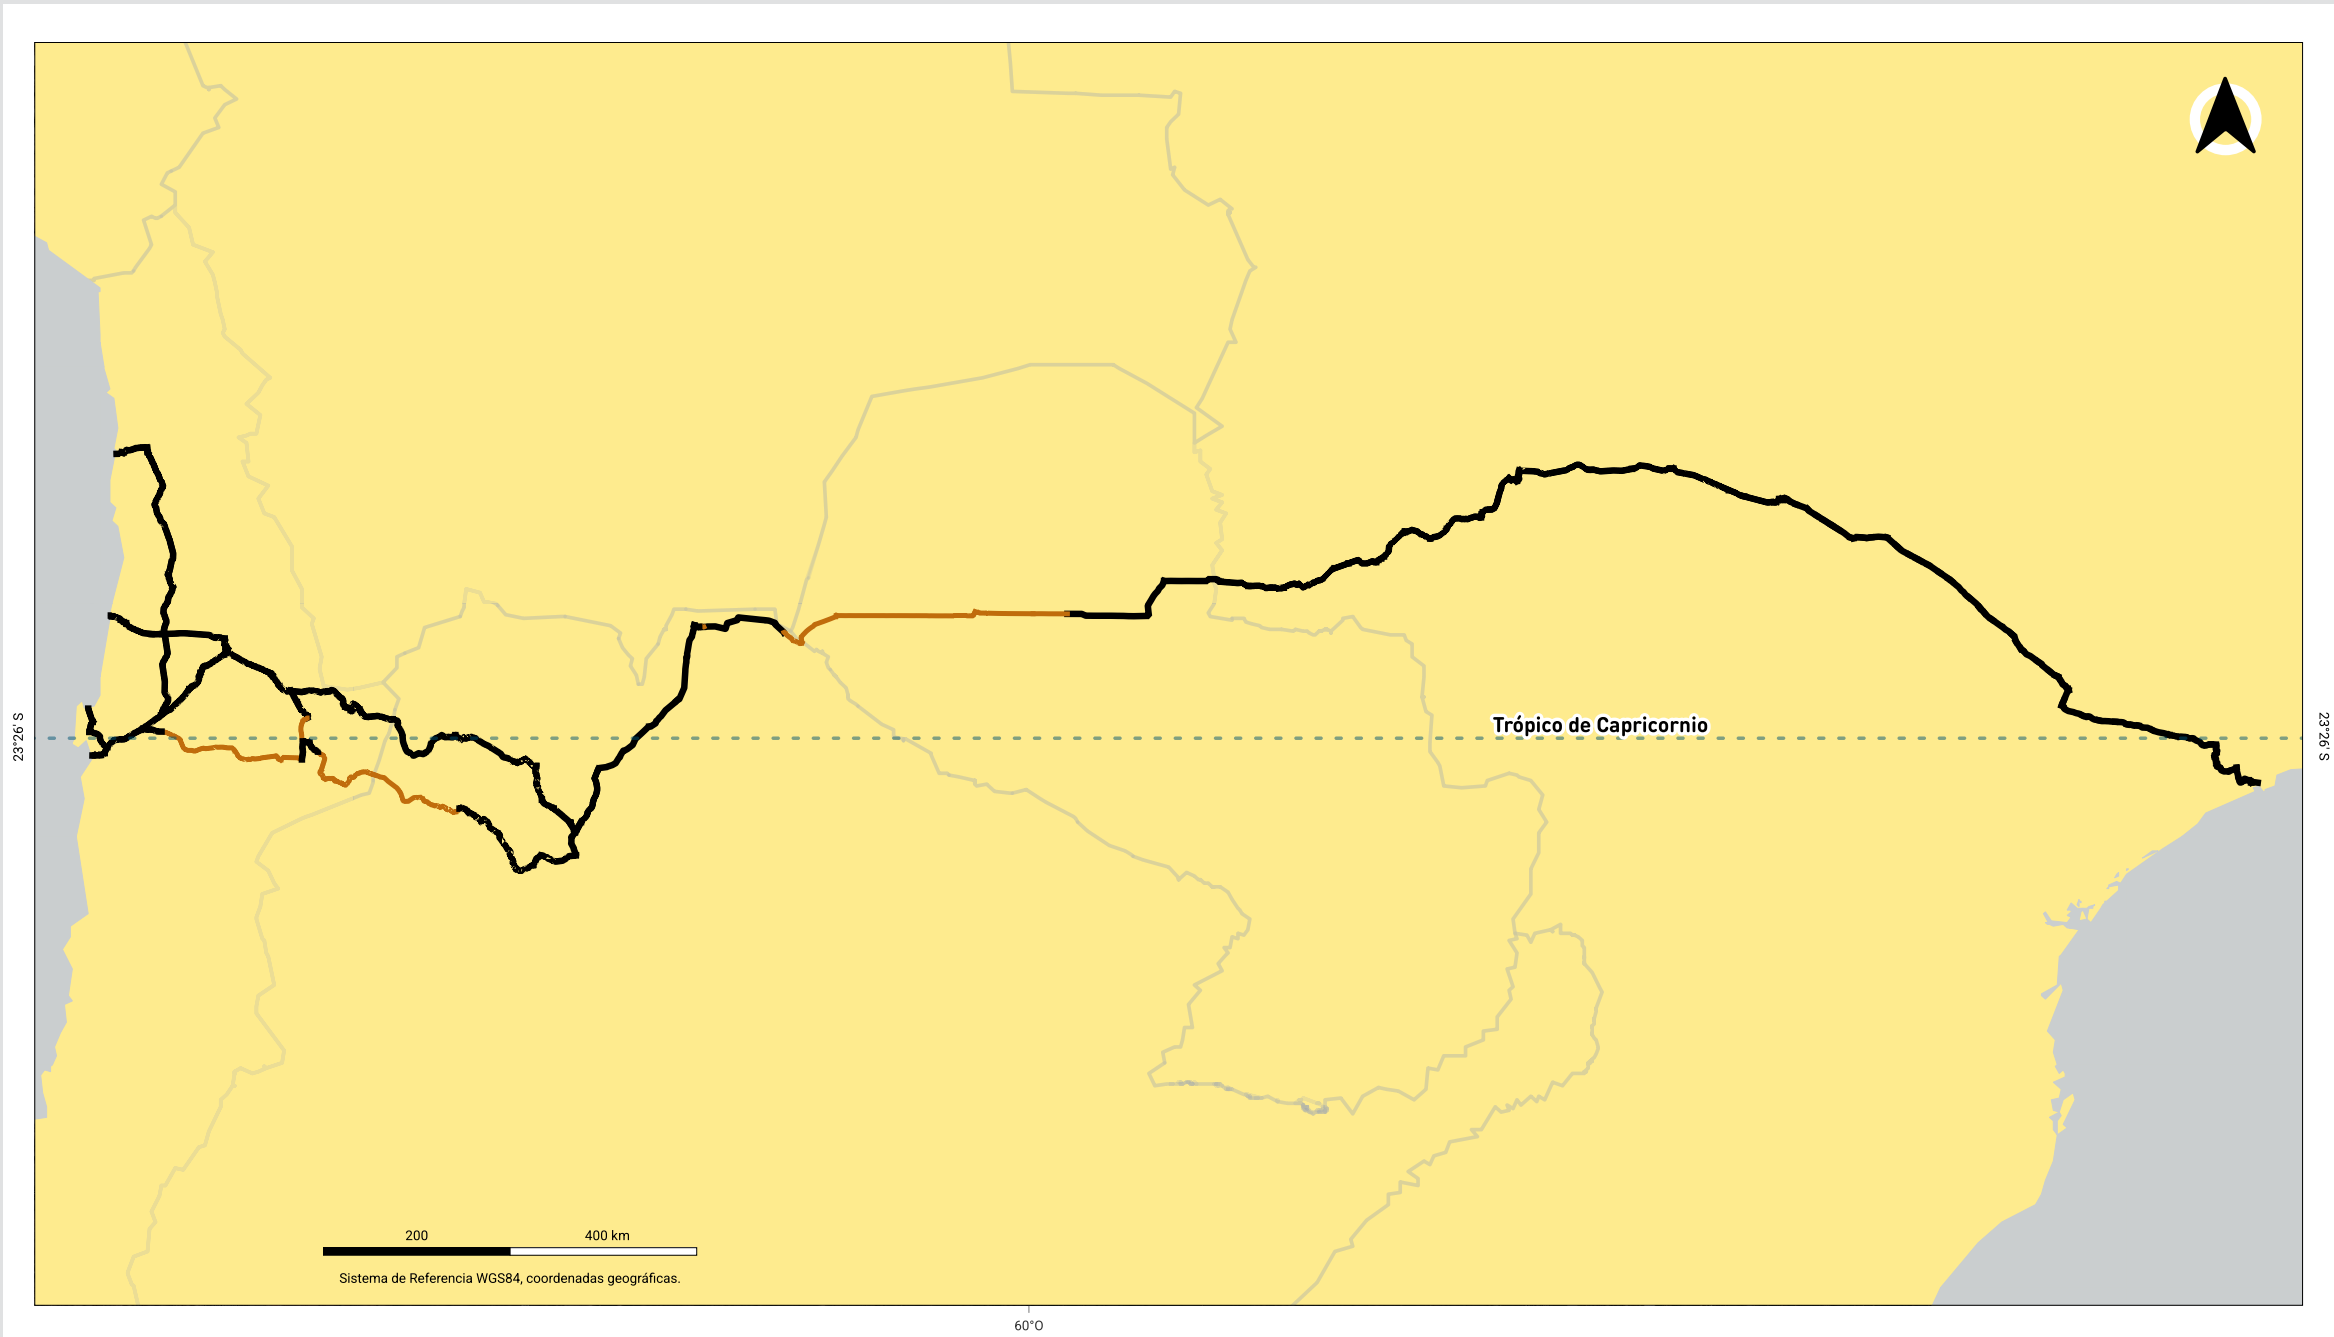 Trópico de Capricornio
23°26' S
23°26' S
200 400 km
Sistema de Referencia WGS84, coordenadas geográficas.
60°O